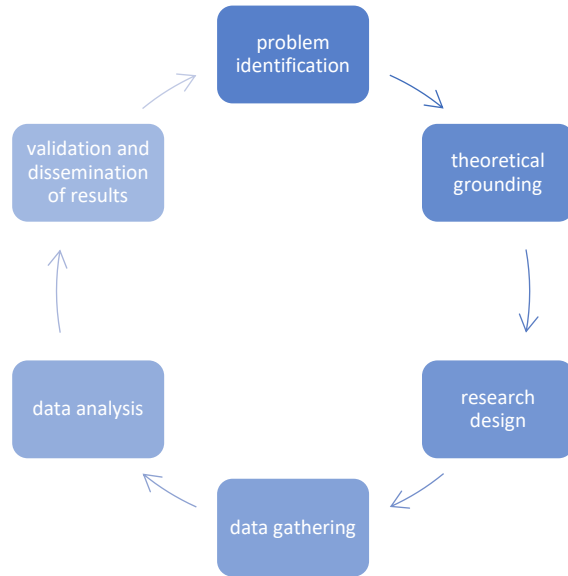 problem
identification
theoretical
grounding
research
design
data gathering
data analysis
validation and
dissemination
of results